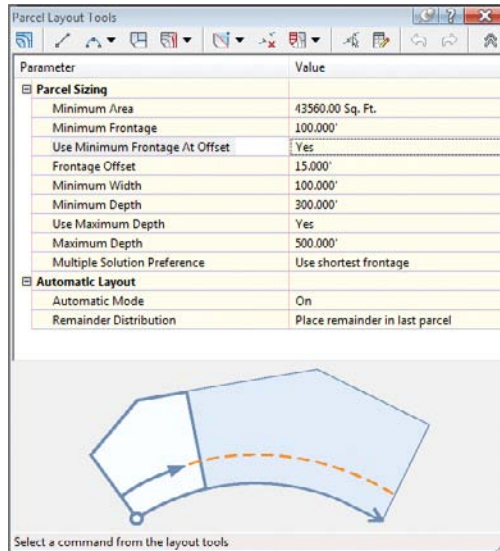 Parcel Layout Tools
Parameter Value
Parcel Sizing
Minimum Area 43560.00 Sq. Ft.
Minimum Frontage 100.000'
Use Minimum Frontage At Offset Yes
Frontage Offset 15.000'
Minimum Width 100.000'
Minimum Depth 300.000'
Use Maximum Depth Yes
Maximum Depth 500.000'
Multiple Solution Preference Use shortest frontage
Automatic Layout
Automatic Mode On
Remainder Distribution Place remainder in last parcel
Select a command from the layout tools